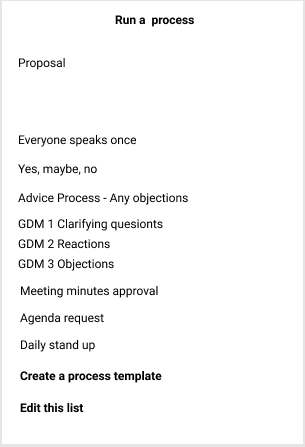 Run a process
Proposal
Everyone speaks once
Yes, maybe, no
Advice Process - Any objections
GDM 1 Clarifying quesionts
GDM 2 Reactions
GDM 3 Objections
Meeting minutes approval
Agenda request
Daily stand up
Create a process template
Edit this list